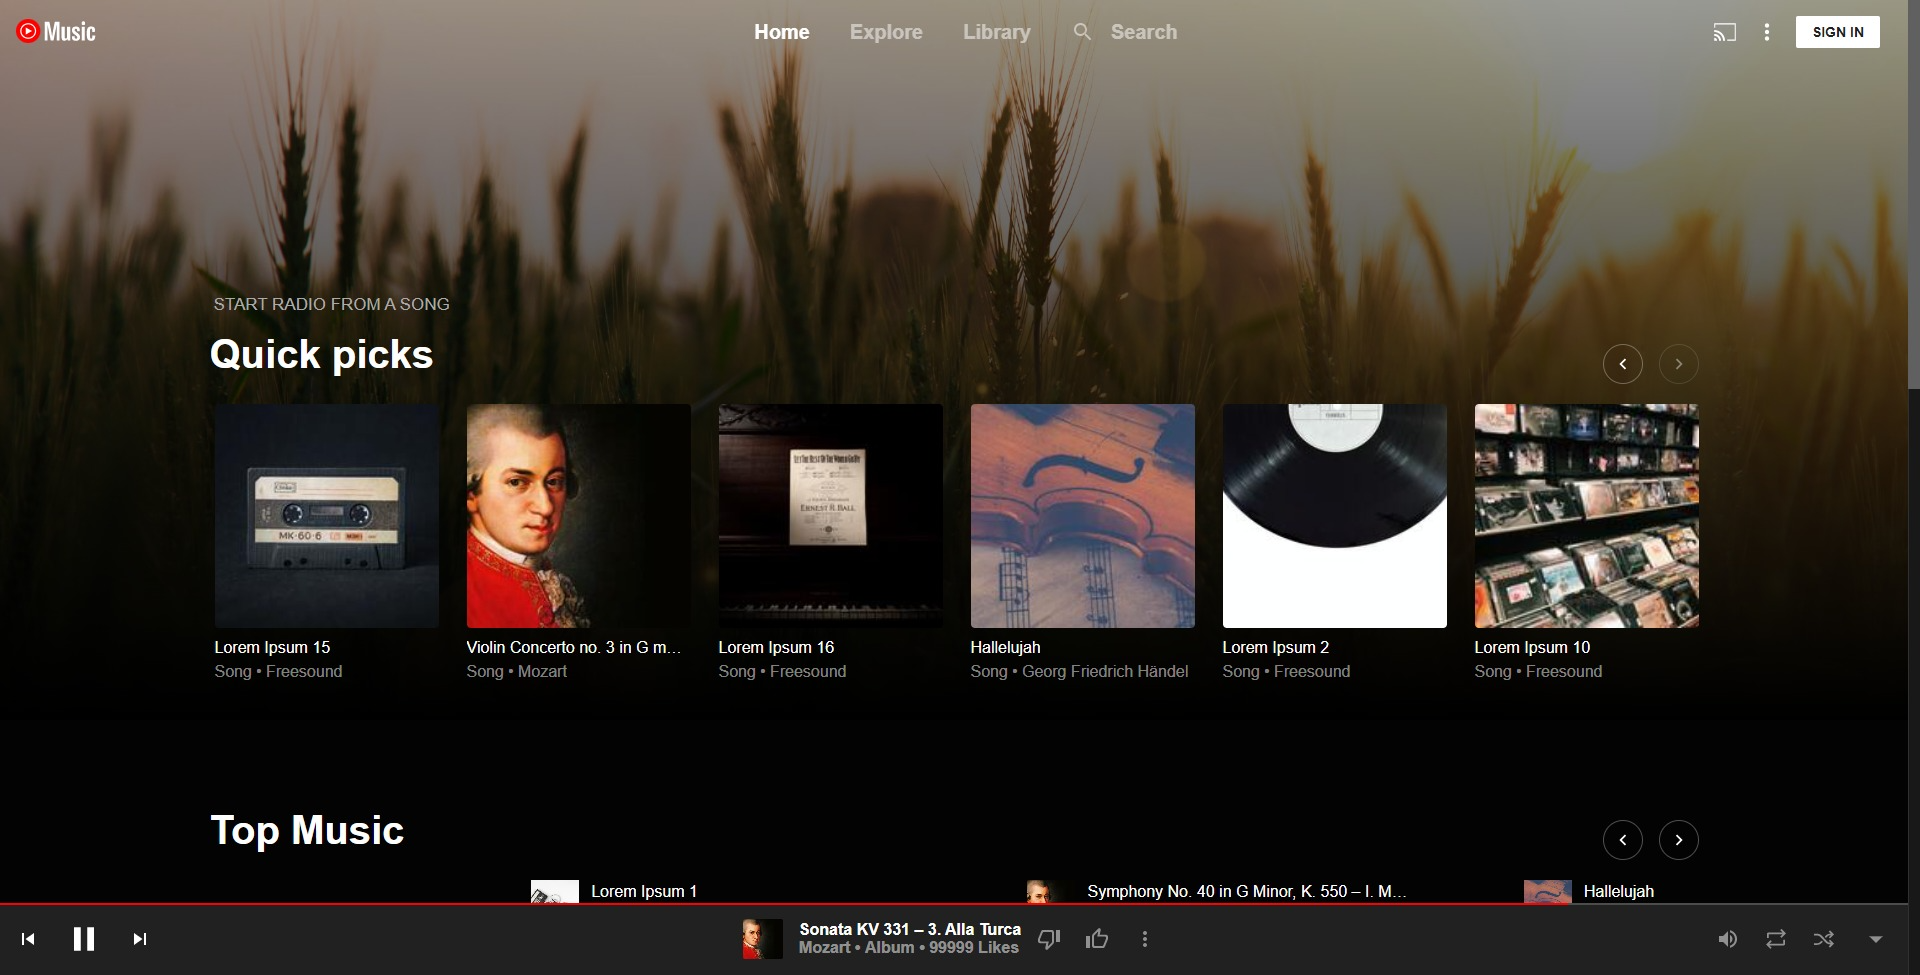 Music
Home
Explore
Library
Search
SIGN IN
START RADIO FROM A SONG
Quick picks
MK-60-6
ERNEST R. BALL
Lorem Ipsum 15
Song • Freesound
Violin Concerto no. 3 in G m...
Song • Mozart
Lorem Ipsum 16
Song • Freesound
Hallelujah
Song • Georg Friedrich Händel
Lorem Ipsum 2
Song • Freesound
Lorem Ipsum 10
Song • Freesound
Top Music
Lorem Ipsum 1
Symphony No. 40 in G Minor, K. 550 – I. M...
Hallelujah
Sonata KV 331 – 3. Alla Turca
Mozart • Album • 99999 Likes